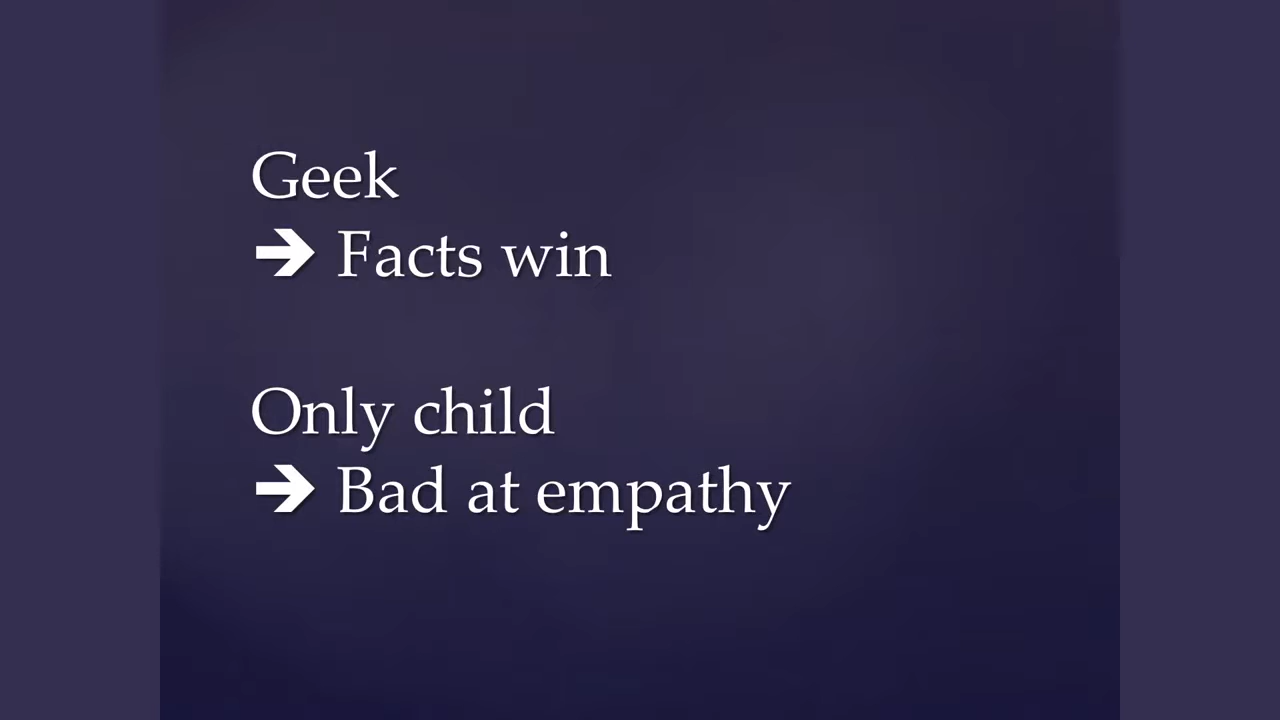 Geek
➔ Facts win
Only child
➔ Bad at empathy